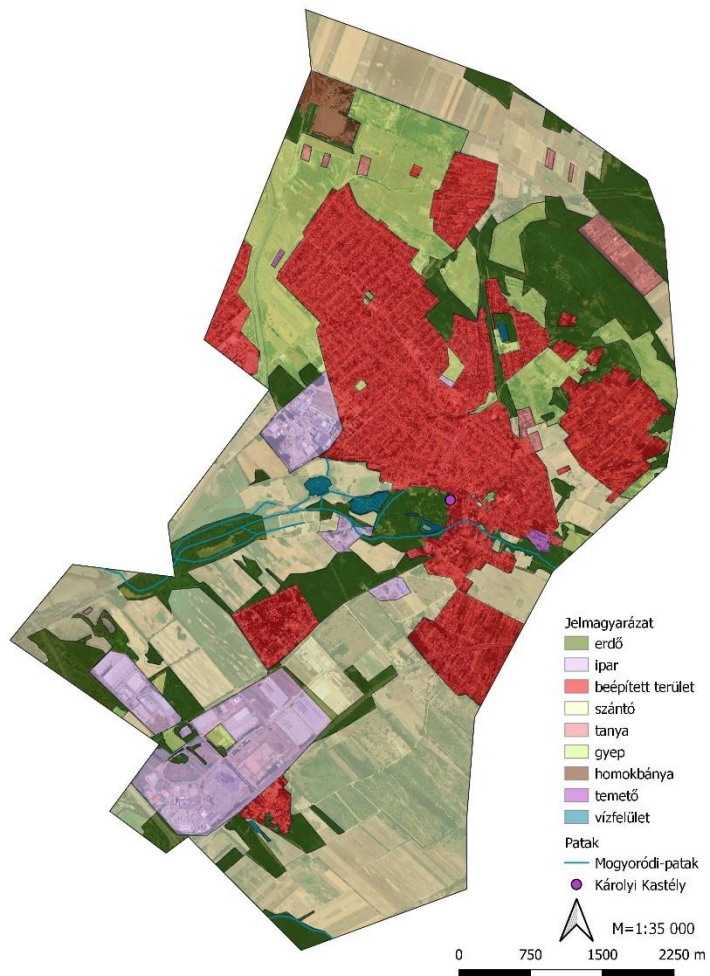 Jelmagyarázat
erdő
ipar
beépített terület
szántó
tanya
gyep
homokbánya
temető
vízfelület
Patak
Mogyoródi-patak
Károlyi Kastély
M=1:35 000
0 750 1500 2250 m